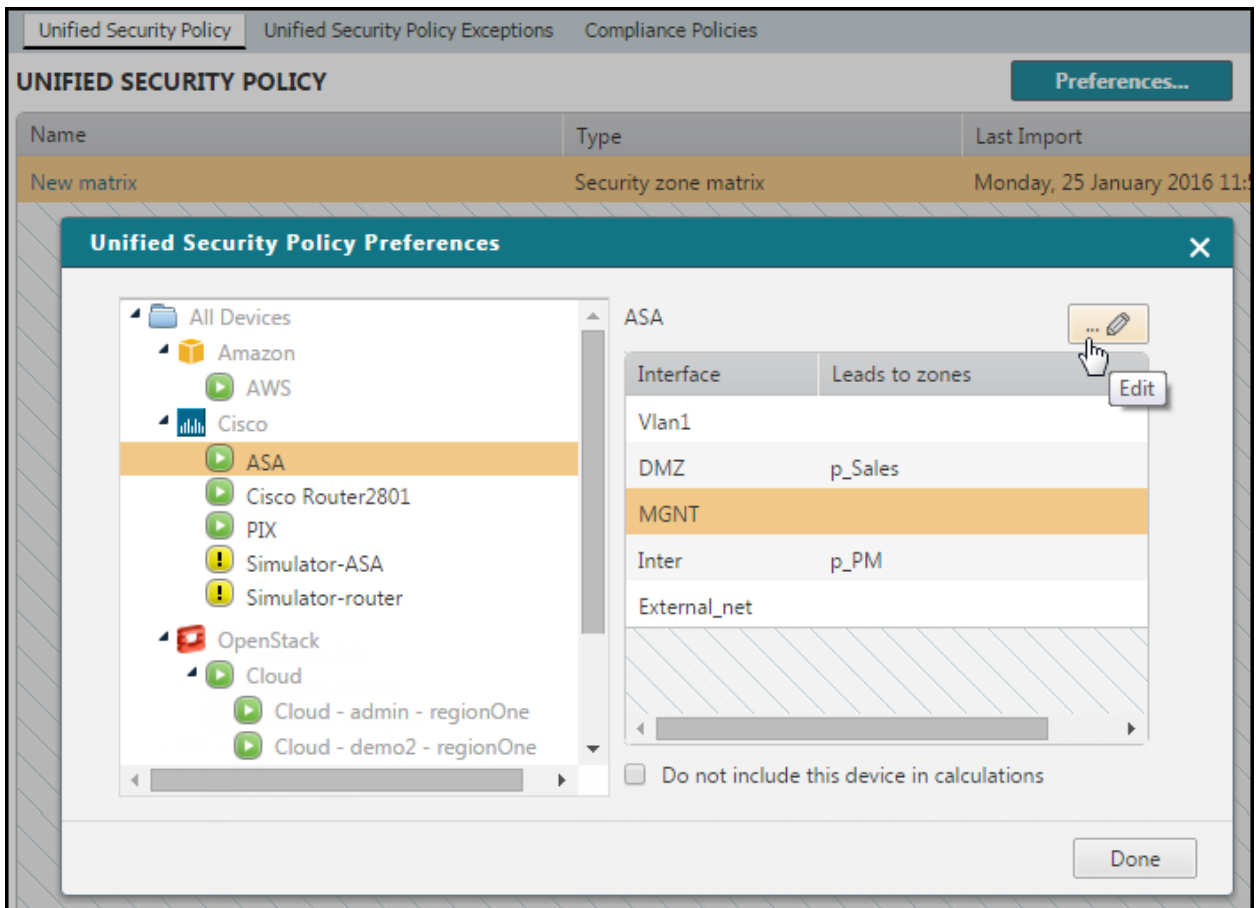 Unified Security Policy Unified Security Policy Exceptions Compliance Policies
UNIFIED SECURITY POLICY Preferences...
Name Type Last Import
New matrix Security zone matrix Monday, 25 January 2016 11:
Unified Security Policy Preferences
All Devices
Amazon
AWS
Cisco
ASA
Cisco Router2801
PIX
Simulator-ASA
Simulator-router
OpenStack
Cloud
Cloud - admin - regionOne
Cloud - demo2 - regionOne
ASA ...
Edit
Interface Leads to zones
Vlan1
DMZ p_Sales
MGNT
Inter p_PM
External_net
Do not include this device in calculations
Done